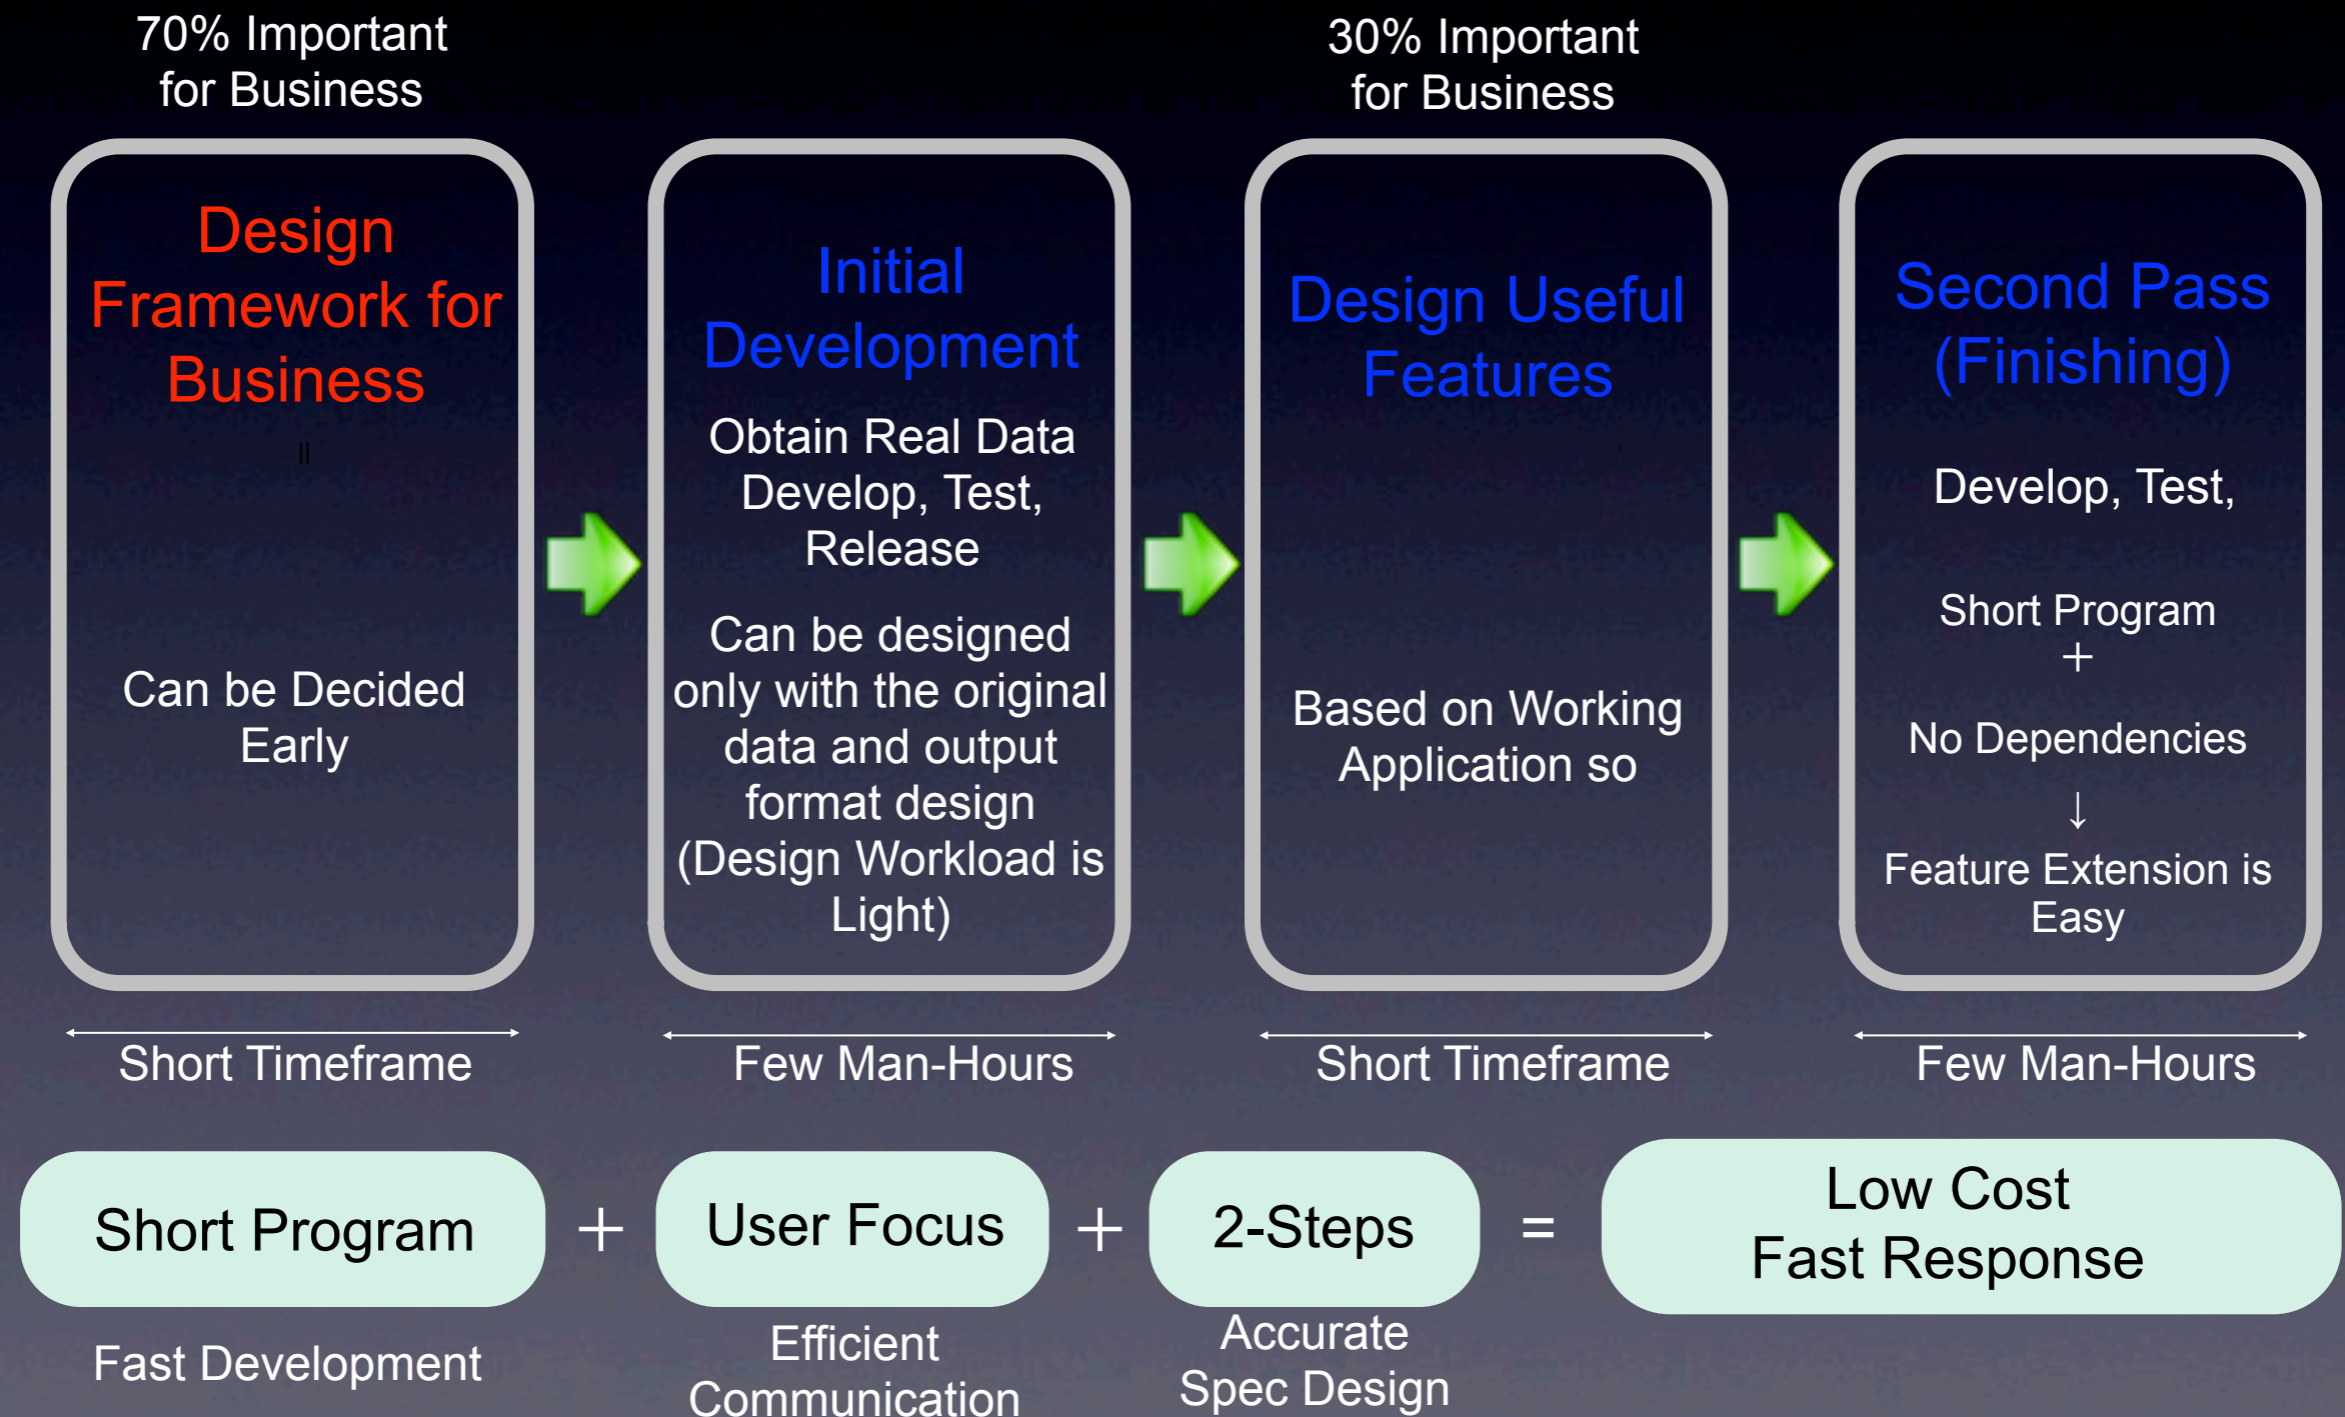 70% Important
for Business
30% Important
for Business
Design
Framework for
Business
=
Can be Decided
Early
Initial
Development
Obtain Real Data
Develop, Test,
Release
Can be designed
only with the original
data and output
format design
(Design Workload is
Light)
Design Useful
Features
Based on Working
Application so
Second Pass
(Finishing)
Develop, Test,
Short Program
+
No Dependencies
↓
Feature Extension is
Easy
Short Timeframe
Few Man-Hours
Short Timeframe
Few Man-Hours
Short Program
+
User Focus
+
2-Steps
=
Low Cost
Fast Response
Fast Development
Efficient
Communication
Accurate
Spec Design